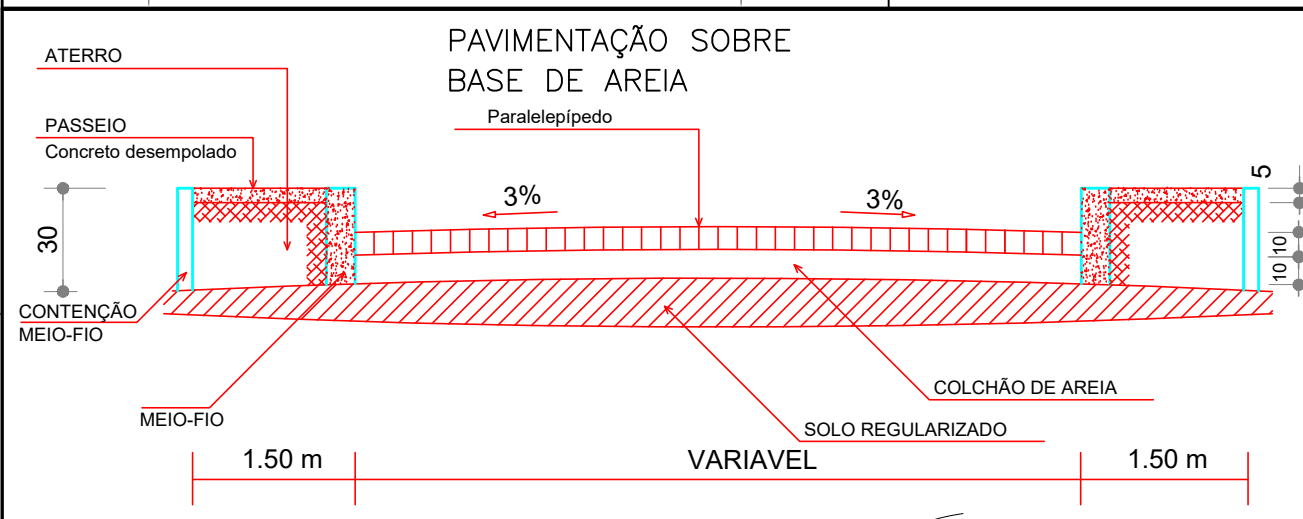 PAVIMENTAÇÃO SOBRE
BASE DE AREIA
ATERRO
PASSEIO
Concreto desempolado
Paralelepípedo
3%
3%
5
30
10
10
CONTENÇÃO
MEIO-FIO
MEIO-FIO
COLCHÃO DE AREIA
SOLO REGULARIZADO
1.50 m
VARIAVEL
1.50 m